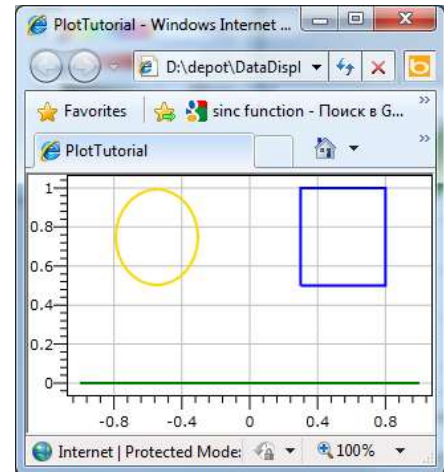 PlotTutorial - Windows Internet ...
D:\depot\DataDispl
Favorites sinc function - Поиск в G...
PlotTutorial
1
0.8
0.6
0.4
0.2
0
-0.8 -0.4 0 0.4 0.8
Internet | Protected Mode: 100%